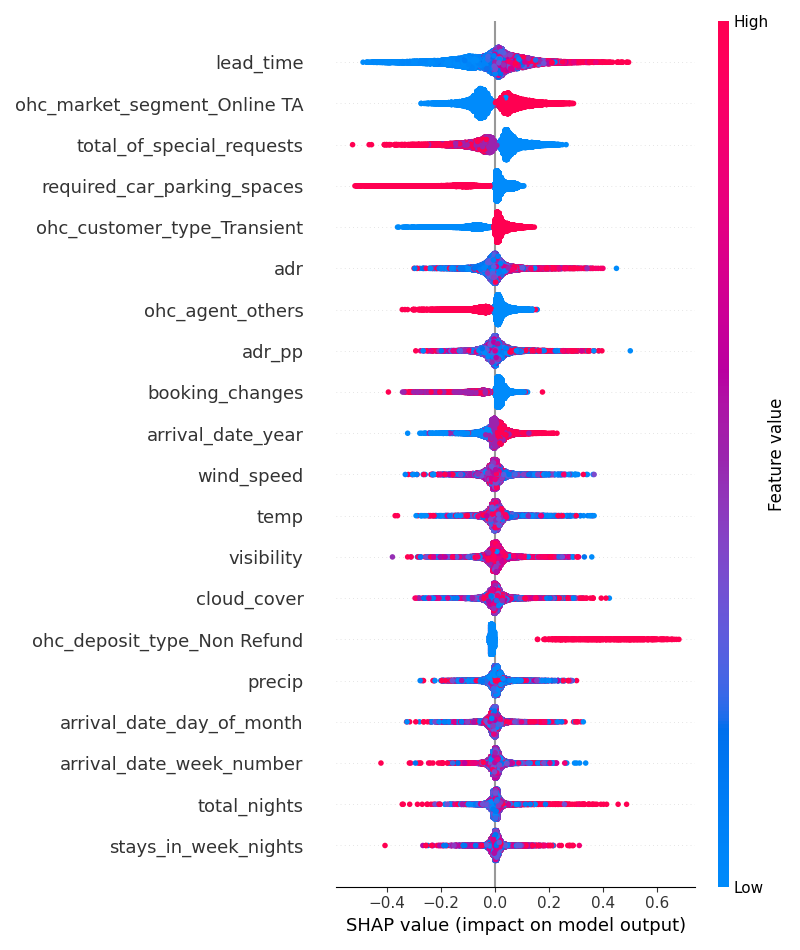 High
lead_time
ohc_market_segment_Online TA
total_of_special_requests
required_car_parking_spaces
ohc_customer_type_Transient
adr
ohc_agent_others
adr_pp
booking_changes
arrival_date_year
wind_speed
temp
visibility
cloud_cover
ohc_deposit_type_Non Refund
precip
arrival_date_day_of_month
arrival_date_week_number
total_nights
stays_in_week_nights
Feature value
Low
−0.4 −0.2 0.0 0.2 0.4 0.6
SHAP value (impact on model output)